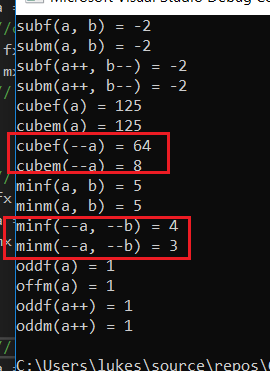 Microsoft Visual Studio Debug Co
subf(a, b) = -2
subm(a, b) = -2
subf(a++, b--) = -2
subm(a++, b--) = -2
cubef(a) = 125
cubem(a) = 125
cubef(--a) = 64
cubem(--a) = 8
minf(a, b) = 5
minm(a, b) = 5
minf(--a, --b) = 4
minm(--a, --b) = 3
oddf(a) = 1
offm(a) = 1
oddf(a++) = 1
oddm(a++) = 1
C:\Users\lukes\source\repos\